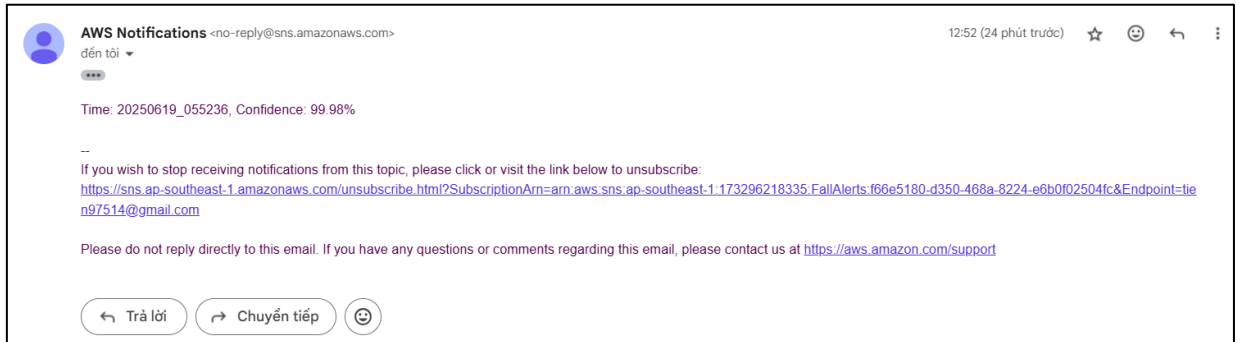 AWS Notifications <no-reply@sns.amazonaws.com> 12:52 (24 phút trước)
đến tôi
Time: 20250619_055236, Confidence: 99.98%
--
If you wish to stop receiving notifications from this topic, please click or visit the link below to unsubscribe:
https://sns.ap-southeast-1.amazonaws.com/unsubscribe.html?SubscriptionArn=arn:aws:sns:ap-southeast-1:173296218335:FallAlerts:f66e5180-d350-468a-8224-e6b0f02504fc&Endpoint=tie
n97514@gmail.com
Please do not reply directly to this email. If you have any questions or comments regarding this email, please contact us at https://aws.amazon.com/support
Trả lời Chuyển tiếp